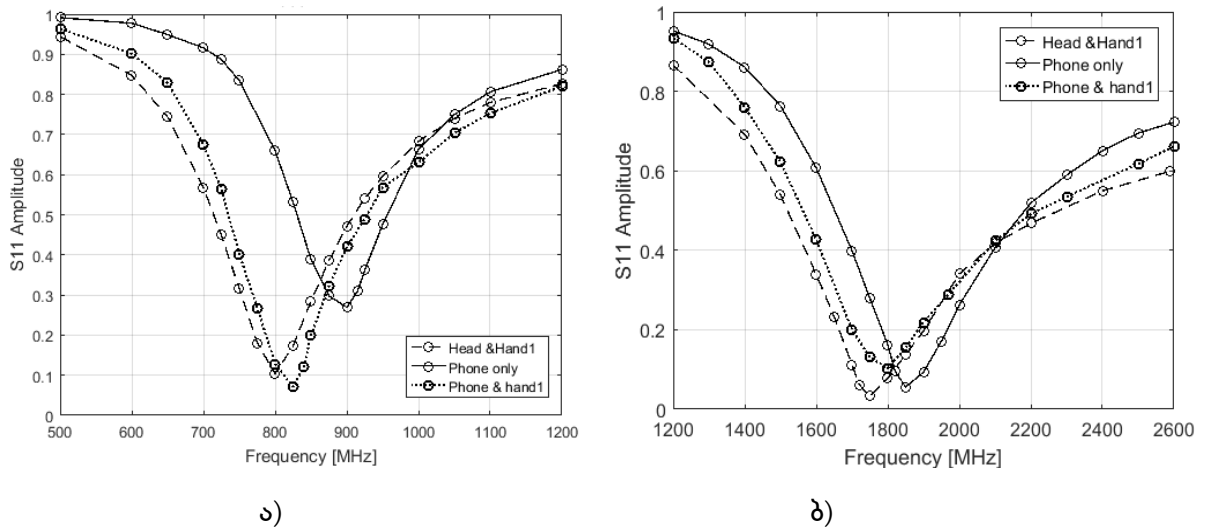 1
0.9
0.8
0.7
0.6
0.5
0.4
0.3
0.2
0.1
0
S11 Amplitude
Head &Hand1
Phone only
Phone & hand1
500 600 700 800 900 1000 1100 1200
Frequency [MHz]
ა)
1
0.8
0.6
0.4
0.2
0
S11 Amplitude
Head &Hand1
Phone only
Phone & hand1
1200 1400 1600 1800 2000 2200 2400 2600
Frequency [MHz]
ბ)